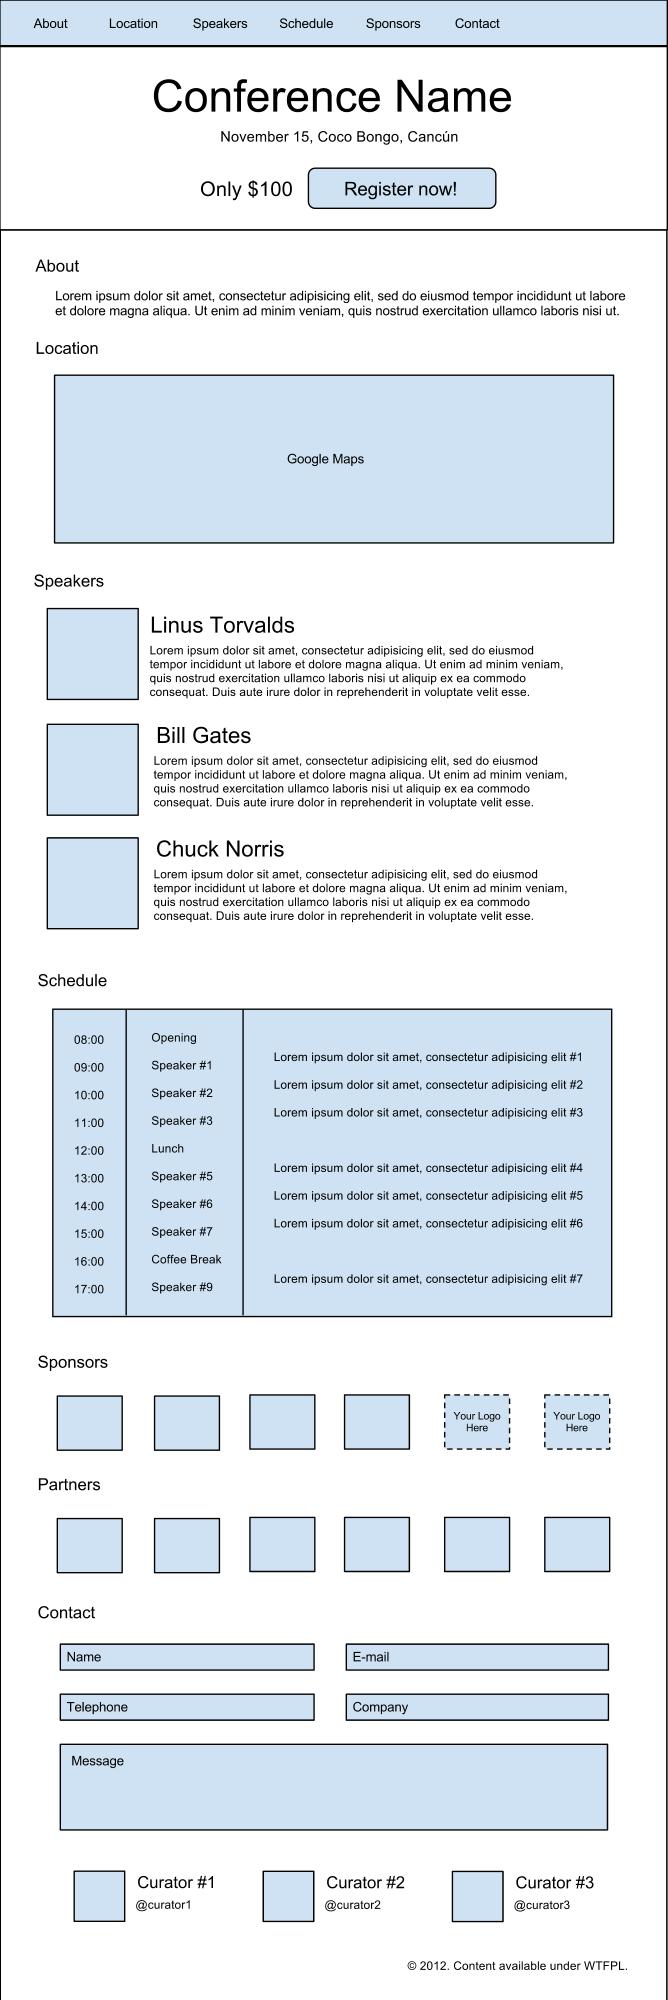 About Location Speakers Schedule Sponsors Contact
Conference Name
November 15, Coco Bongo, Cancún
Only $100 Register now!
About
Lorem ipsum dolor sit amet, consectetur adipisicing elit, sed do eiusmod tempor incididunt ut labore
et dolore magna aliqua. Ut enim ad minim veniam, quis nostrud exercitation ullamco laboris nisi ut.
Location
Google Maps
Speakers
Linus Torvalds
Lorem ipsum dolor sit amet, consectetur adipisicing elit, sed do eiusmod
tempor incididunt ut labore et dolore magna aliqua. Ut enim ad minim veniam,
quis nostrud exercitation ullamco laboris nisi ut aliquip ex ea commodo
consequat. Duis aute irure dolor in reprehenderit in voluptate velit esse.
Bill Gates
Lorem ipsum dolor sit amet, consectetur adipisicing elit, sed do eiusmod
tempor incididunt ut labore et dolore magna aliqua. Ut enim ad minim veniam,
quis nostrud exercitation ullamco laboris nisi ut aliquip ex ea commodo
consequat. Duis aute irure dolor in reprehenderit in voluptate velit esse.
Chuck Norris
Lorem ipsum dolor sit amet, consectetur adipisicing elit, sed do eiusmod
tempor incididunt ut labore et dolore magna aliqua. Ut enim ad minim veniam,
quis nostrud exercitation ullamco laboris nisi ut aliquip ex ea commodo
consequat. Duis aute irure dolor in reprehenderit in voluptate velit esse.
Schedule
08:00 Opening
09:00 Speaker #1 Lorem ipsum dolor sit amet, consectetur adipisicing elit #1
10:00 Speaker #2 Lorem ipsum dolor sit amet, consectetur adipisicing elit #2
11:00 Speaker #3 Lorem ipsum dolor sit amet, consectetur adipisicing elit #3
12:00 Lunch
13:00 Speaker #5 Lorem ipsum dolor sit amet, consectetur adipisicing elit #4
14:00 Speaker #6 Lorem ipsum dolor sit amet, consectetur adipisicing elit #5
15:00 Speaker #7 Lorem ipsum dolor sit amet, consectetur adipisicing elit #6
16:00 Coffee Break
17:00 Speaker #9 Lorem ipsum dolor sit amet, consectetur adipisicing elit #7
Sponsors
Your Logo
Here
Your Logo
Here
Partners
Contact
Name E-mail
Telephone Company
Message
Curator #1 Curator #2 Curator #3
@curator1 @curator2 @curator3
© 2012. Content available under WTFPL.